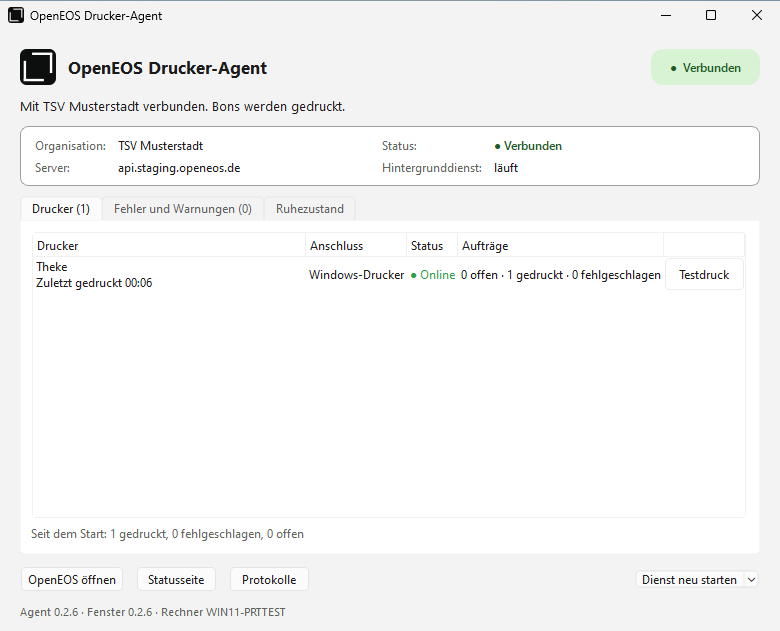 OpenEOS Drucker-Agent
OpenEOS Drucker-Agent
● Verbunden
Mit TSV Musterstadt verbunden. Bons werden gedruckt.
Organisation: TSV Musterstadt Status: ● Verbunden
Server: api.staging.openeos.de Hintergrunddienst: läuft
Drucker (1) Fehler und Warnungen (0) Ruhezustand
Drucker Anschluss Status Aufträge
Theke
Zuletzt gedruckt 00:06
Windows-Drucker ● Online 0 offen · 1 gedruckt · 0 fehlgeschlagen Testdruck
Seit dem Start: 1 gedruckt, 0 fehlgeschlagen, 0 offen
OpenEOS öffnen Statusseite Protokolle Dienst neu starten
Agent 0.2.6 · Fenster 0.2.6 · Rechner WIN11-PRTTEST